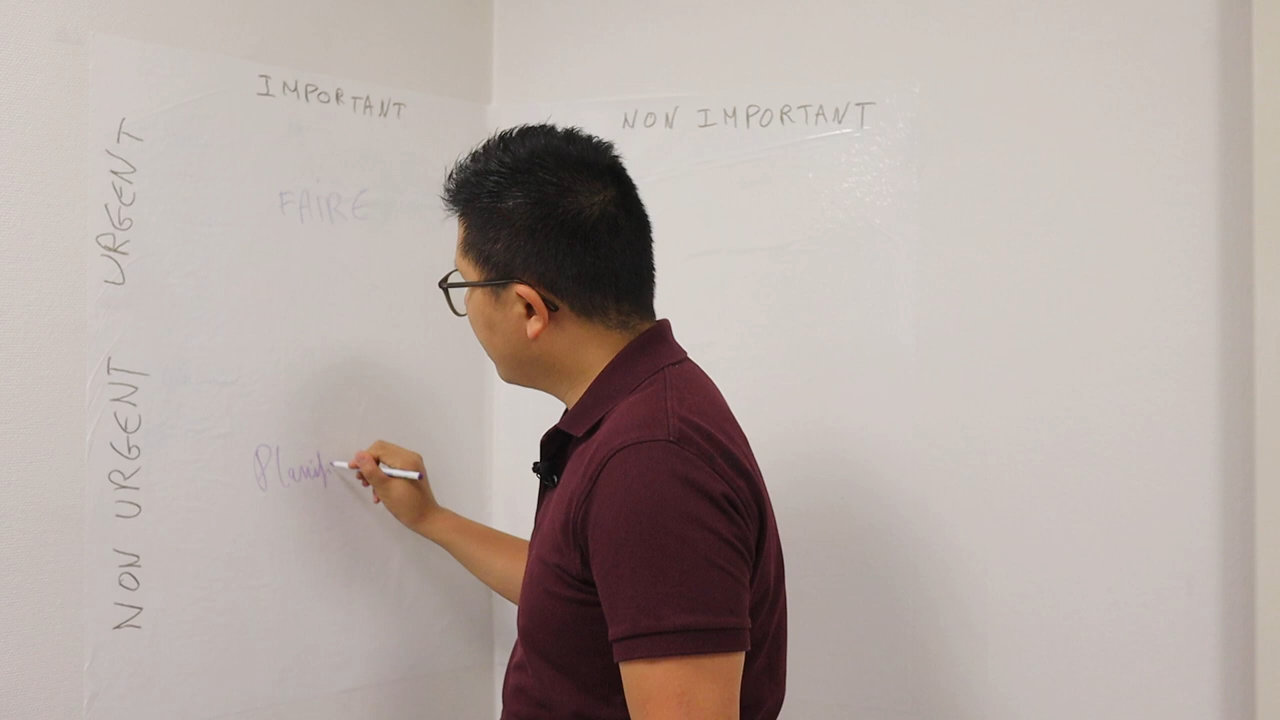 IMPORTANT
NON IMPORTANT
URGENT
FAIRE
NON URGENT
Planif